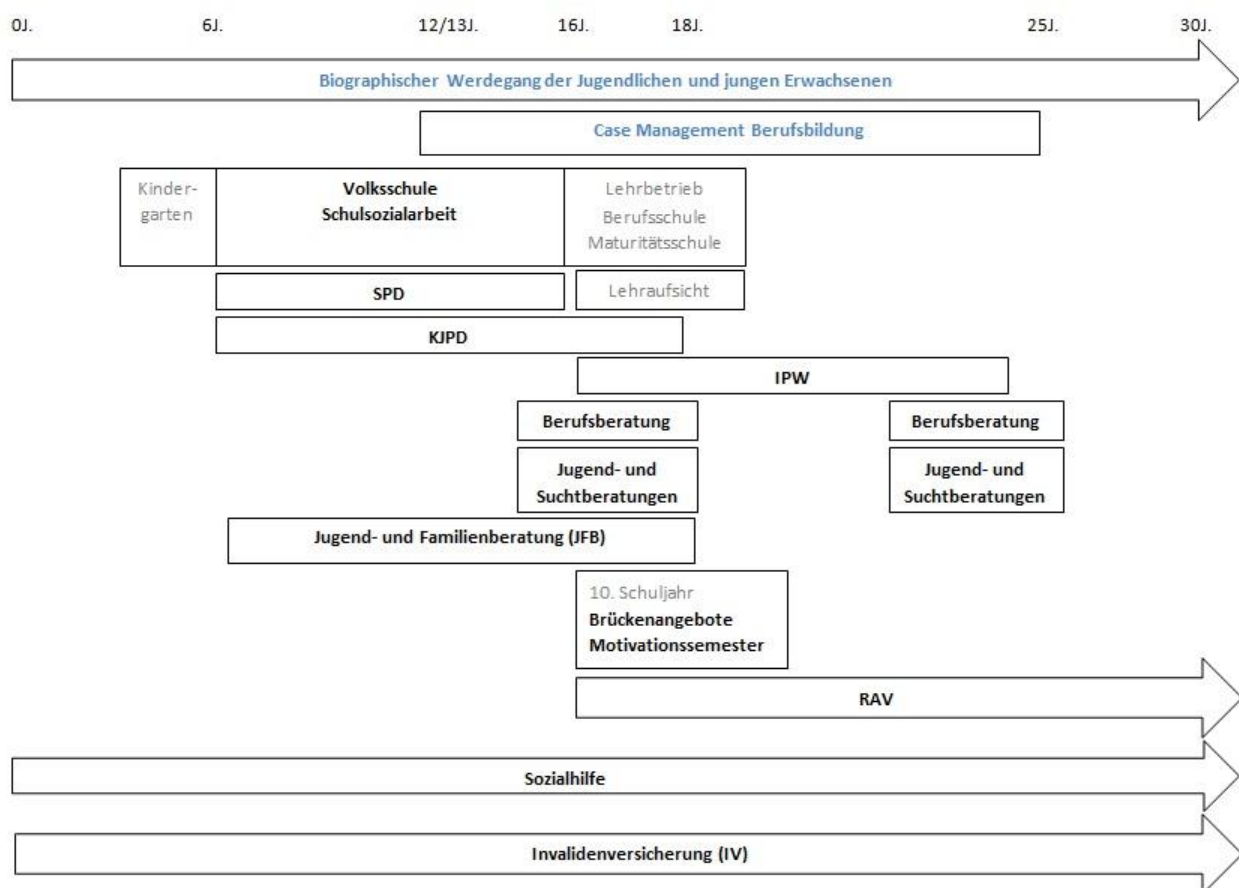 0J. 6J. 12/13J. 16J. 18J. 25J. 30J.
Biographischer Werdegang der Jugendlichen und jungen Erwachsenen
Case Management Berufsbildung
Kinder-
garten
Volksschule
Schulsozialarbeit
Lehrbetrieb
Berufsschule
Maturitätsschule
SPD
Lehraufsicht
KJPD
IPW
Berufsberatung
Berufsberatung
Jugend- und
Suchtberatungen
Jugend- und
Suchtberatungen
Jugend- und Familienberatung (JFB)
10. Schuljahr
Brückenangebote
Motivationssemester
RAV
Sozialhilfe
Invalidenversicherung (IV)